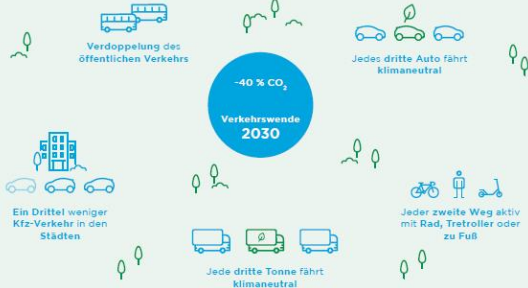 Verdoppelung des
öffentlichen Verkehrs
Jedes dritte Auto fährt
klimaneutral
-40 % CO₂
Verkehrswende
2030
Ein Drittel weniger
Kfz-Verkehr in den
Städten
Jede dritte Tonne fährt
klimaneutral
Jeder zweite Weg aktiv
mit Rad, Tretroller oder
zu Fuß